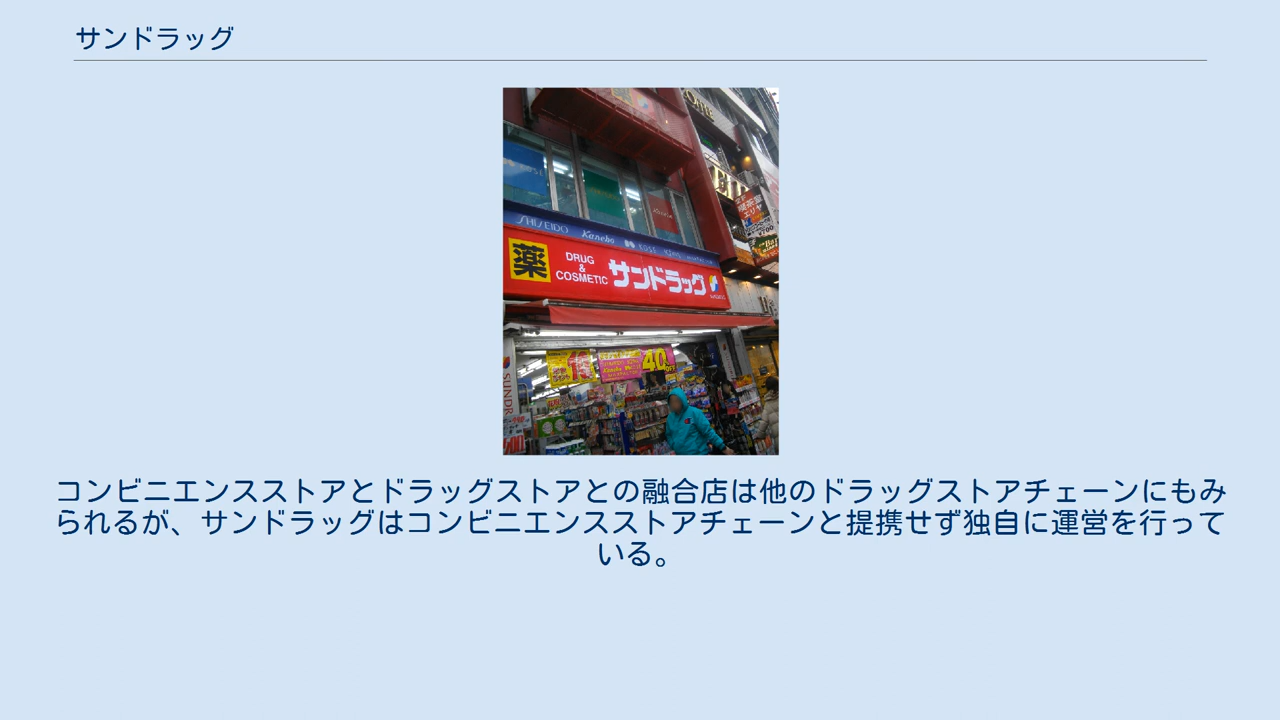 サンドラッグ
SHISEIDO Kanebo KOSÉ
薬 DRUG & COSMETIC サンドラッグ
40%OFF
SUNDR
コンビニエンスストアとドラッグストアとの融合店は他のドラッグストアチェーンにもみ
られるが、サンドラッグはコンビニエンスストアチェーンと提携せず独自に運営を行って
いる。